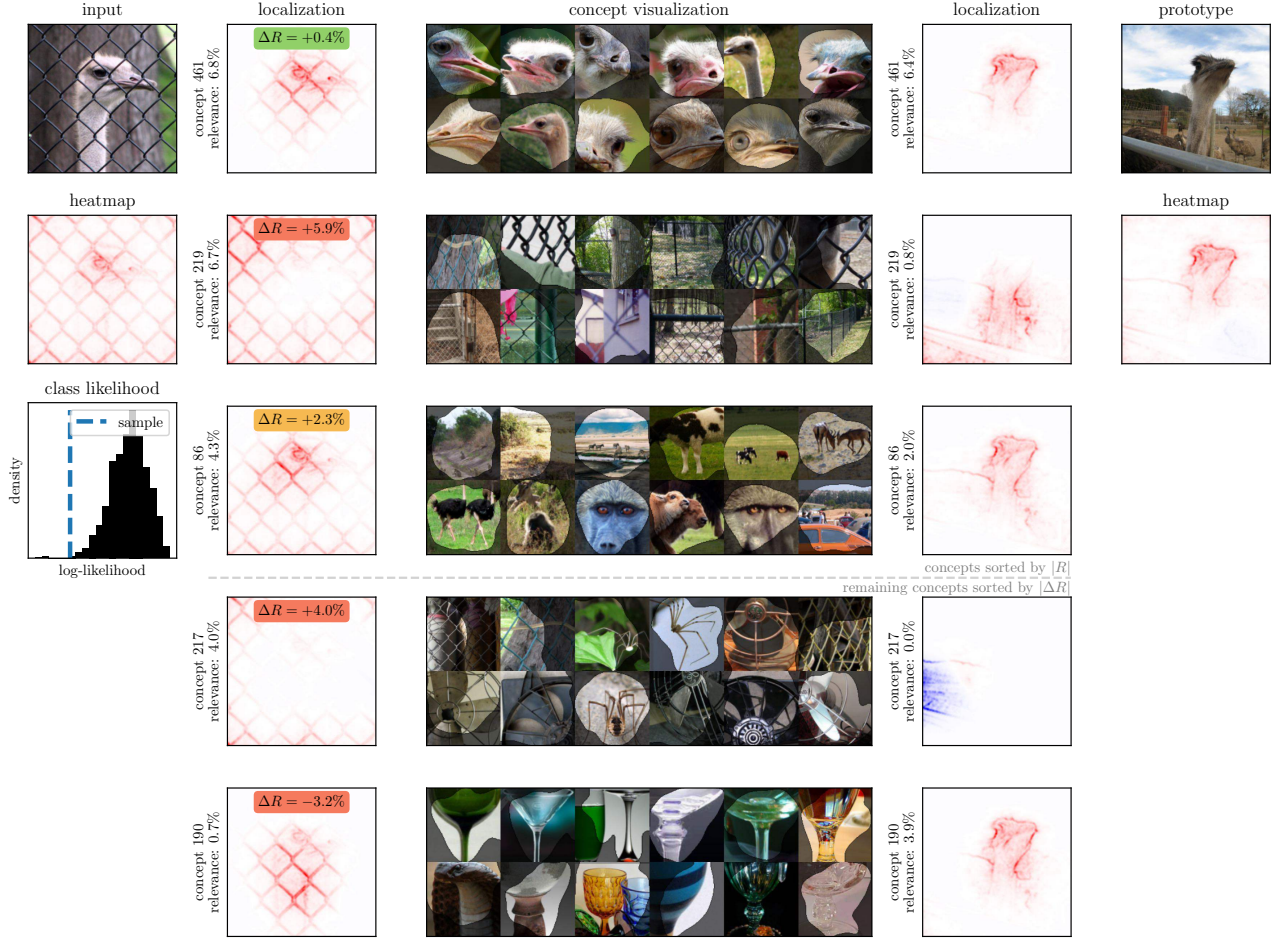 input
localization
concept visualization
localization
prototype
concept 461
relevance: 6.8%
ΔR = +0.4%
concept 461
relevance: 6.4%
heatmap
heatmap
concept 219
relevance: 6.7%
ΔR = +5.9%
concept 219
relevance: 0.8%
class likelihood
sample
density
log-likelihood
concept 86
relevance: 4.3%
ΔR = +2.3%
concept 86
relevance: 2.0%
concepts sorted by |R|
remaining concepts sorted by |ΔR|
concept 217
relevance: 4.0%
ΔR = +4.0%
concept 217
relevance: 0.0%
concept 190
relevance: 0.7%
ΔR = −3.2%
concept 190
relevance: 3.9%